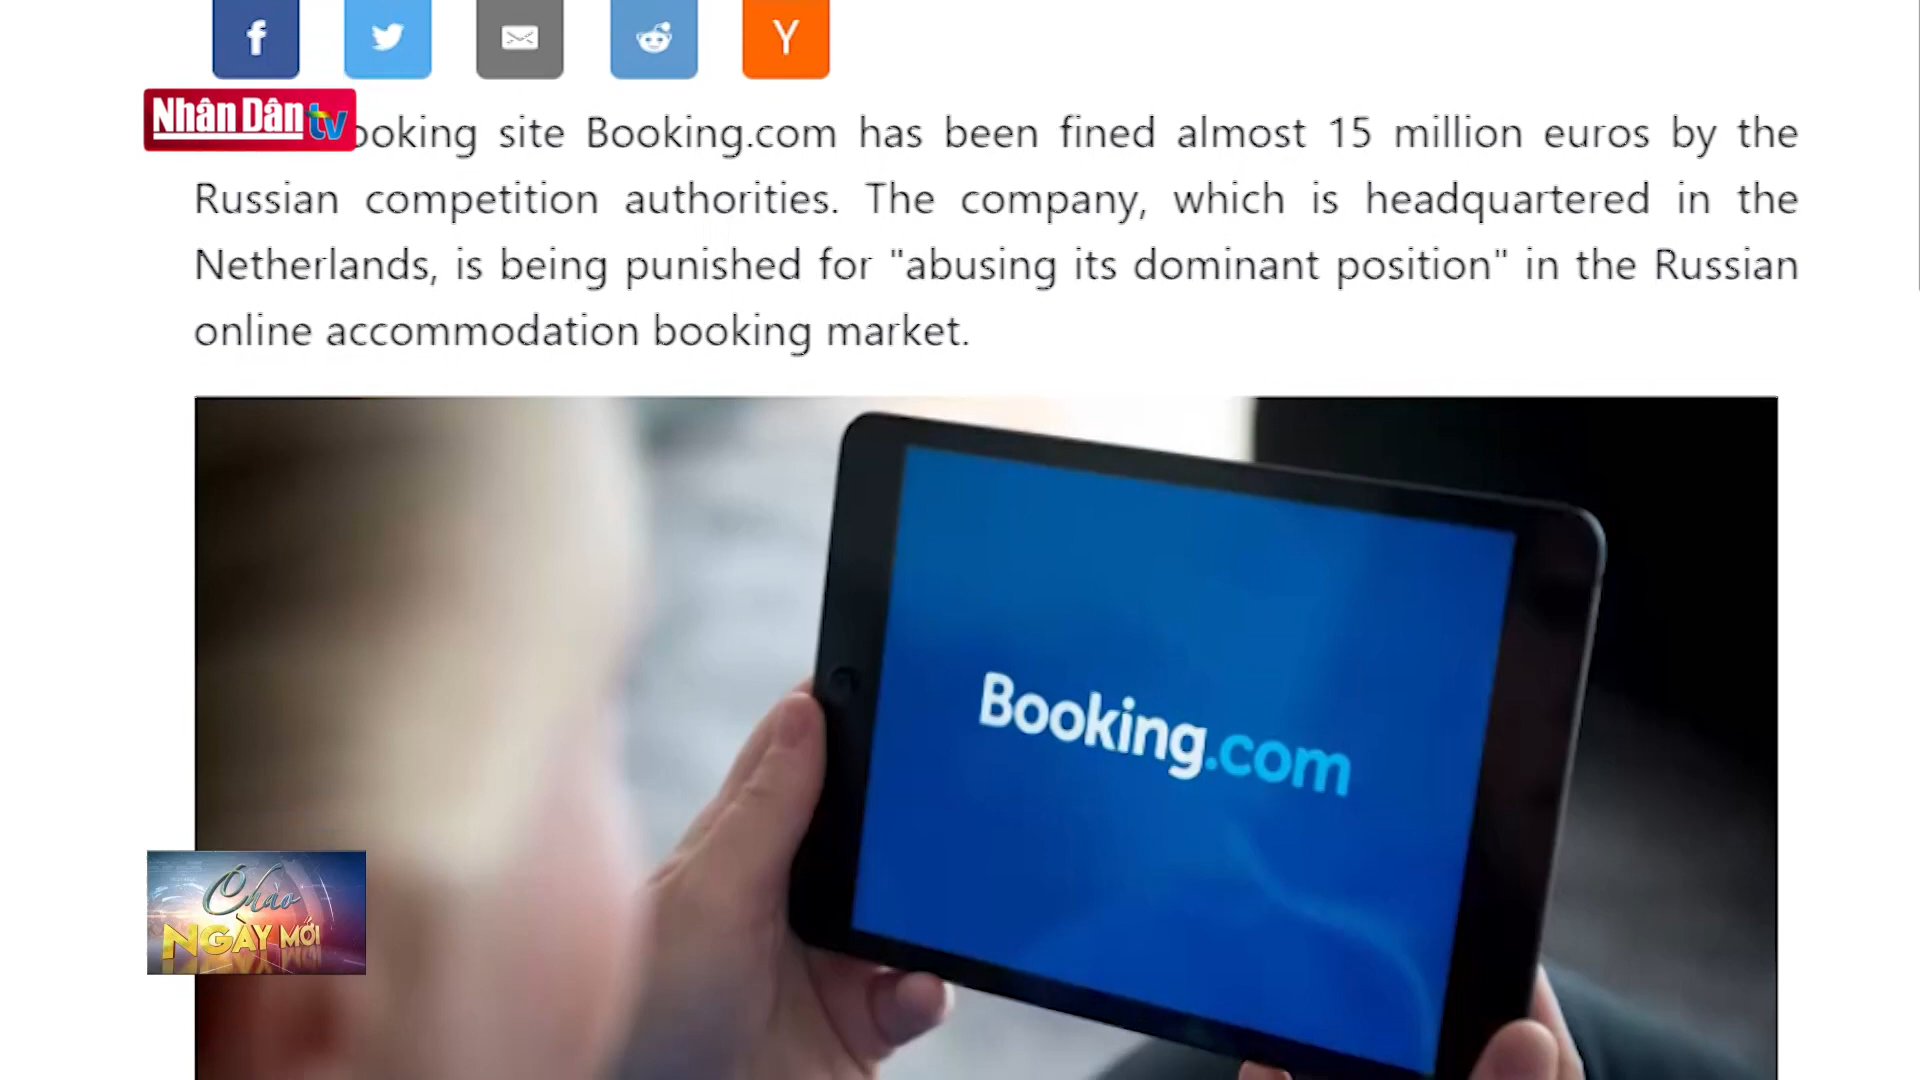 f
Y
Nhân Dân tv
ooking site Booking.com has been fined almost 15 million euros by the
Russian competition authorities. The company, which is headquartered in the
Netherlands, is being punished for "abusing its dominant position" in the Russian
online accommodation booking market.
Booking.com
Chào
NGÀY MỚI